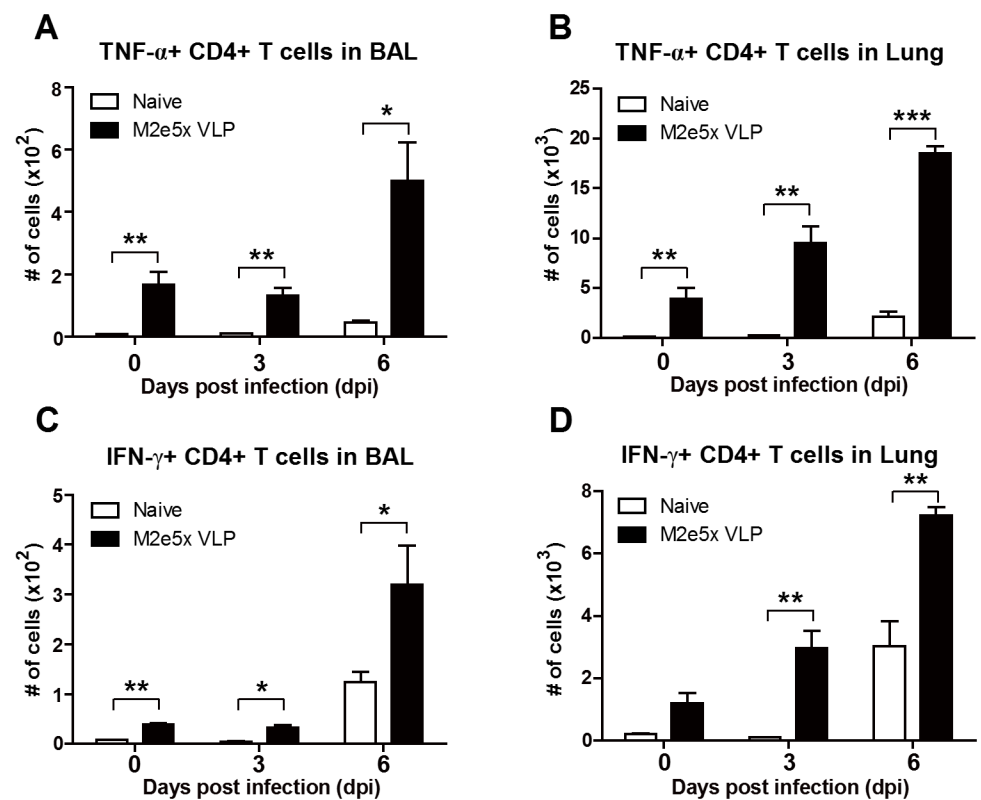 A
TNF-α+ CD4+ T cells in BAL
# of cells (x10²)
8
6
4
2
0
Naive
M2e5x VLP
**
**
*
0 3 6
Days post infection (dpi)
B
TNF-α+ CD4+ T cells in Lung
# of cells (x10³)
25
20
15
10
5
0
Naive
M2e5x VLP
**
**
***
0 3 6
Days post infection (dpi)
C
IFN-γ+ CD4+ T cells in BAL
# of cells (x10²)
5
4
3
2
1
0
Naive
M2e5x VLP
**
*
*
0 3 6
Days post infection (dpi)
D
IFN-γ+ CD4+ T cells in Lung
# of cells (x10³)
8
6
4
2
0
Naive
M2e5x VLP
**
**
0 3 6
Days post infection (dpi)